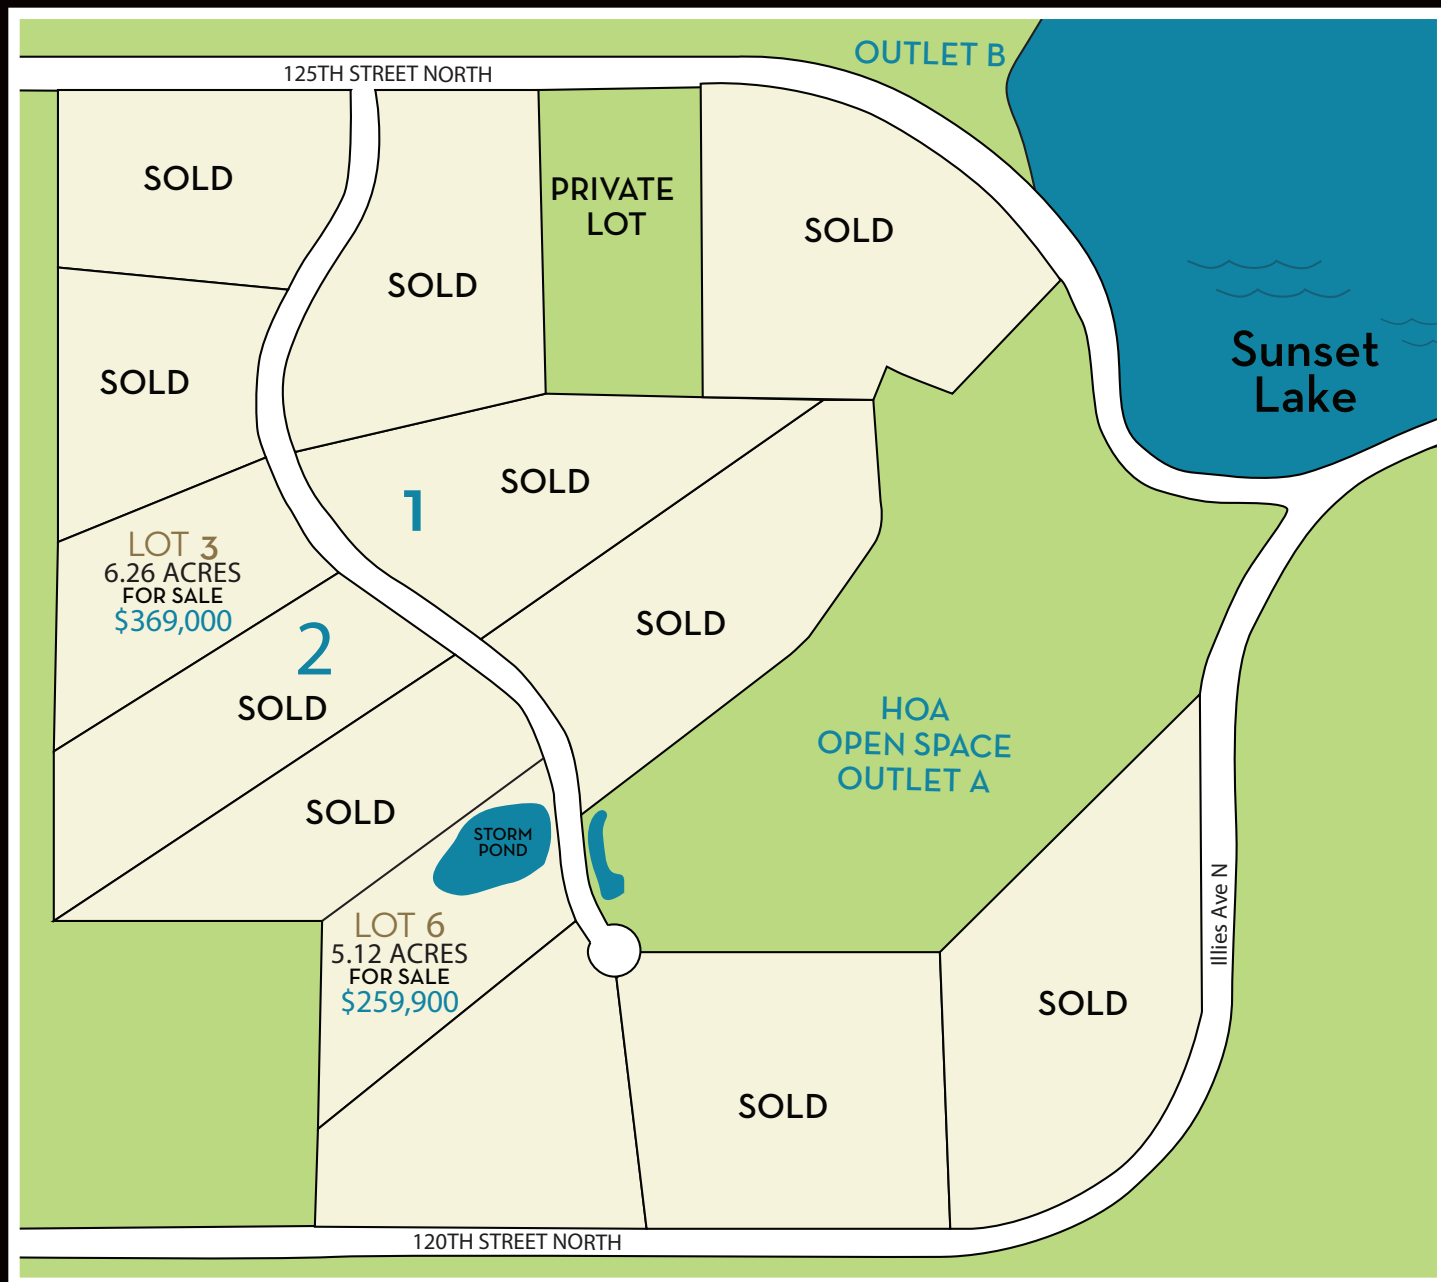 OUTLET B
125TH STREET NORTH
SOLD
PRIVATE
LOT
SOLD
SOLD
Sunset
Lake
SOLD
SOLD
1
LOT 3
6.26 ACRES
FOR SALE
$369,000
SOLD
2
SOLD
HOA
OPEN SPACE
OUTLET A
SOLD
STORM
POND
LOT 6
5.12 ACRES
FOR SALE
$259,900
Illies Ave N
SOLD
SOLD
120TH STREET NORTH